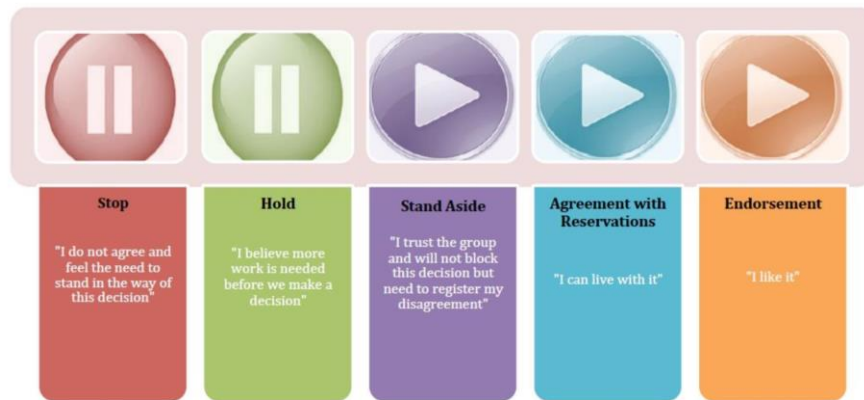 Stop
"I do not agree and
feel the need to
stand in the way of
this decision"
Hold
"I believe more
work is needed
before we make a
decision"
Stand Aside
"I trust the group
and will not block
this decision but
need to register my
disagreement"
Agreement with
Reservations
"I can live with it"
Endorsement
"I like it"